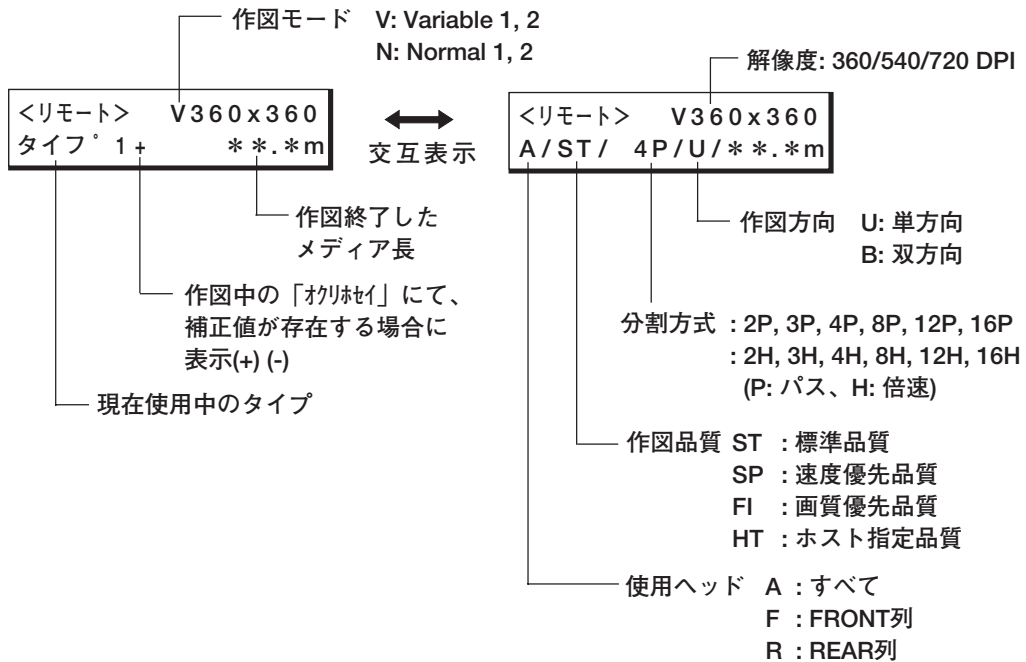 作図モード V: Variable 1, 2
N: Normal 1, 2
<リモート> V360x360
タイプ 1+ **.*m
交互表示
解像度: 360/540/720 DPI
<リモート> V360x360
A/ST/ 4P/U/**.*m
作図終了した
メディア長
作図中の「ｵｸﾘﾎｾｲ」にて、
補正値が存在する場合に
表示(+) (-)
現在使用中のタイプ
作図方向 U: 単方向
B: 双方向
分割方式 : 2P, 3P, 4P, 8P, 12P, 16P
: 2H, 3H, 4H, 8H, 12H, 16H
(P: パス、H: 倍速)
作図品質 ST : 標準品質
SP : 速度優先品質
FI : 画質優先品質
HT : ホスト指定品質
使用ヘッド A : すべて
F : FRONT列
R : REAR列